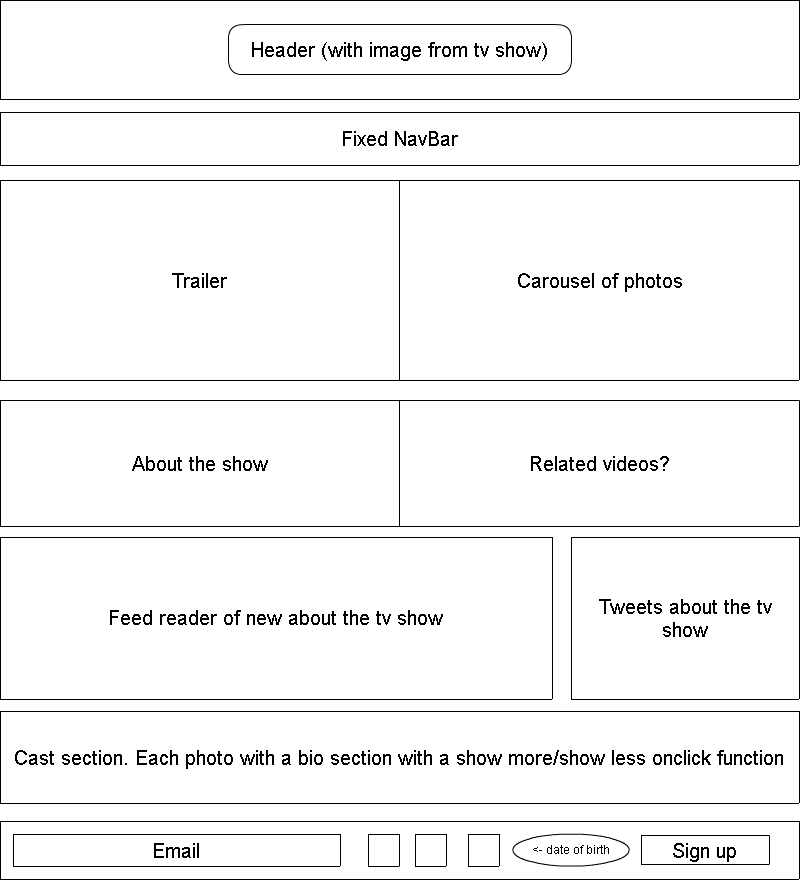 Header (with image from tv show)
Fixed NavBar
Trailer
Carousel of photos
About the show
Related videos?
Feed reader of new about the tv show
Tweets about the tv
show
Cast section. Each photo with a bio section with a show more/show less onclick function
Email
<- date of birth
Sign up